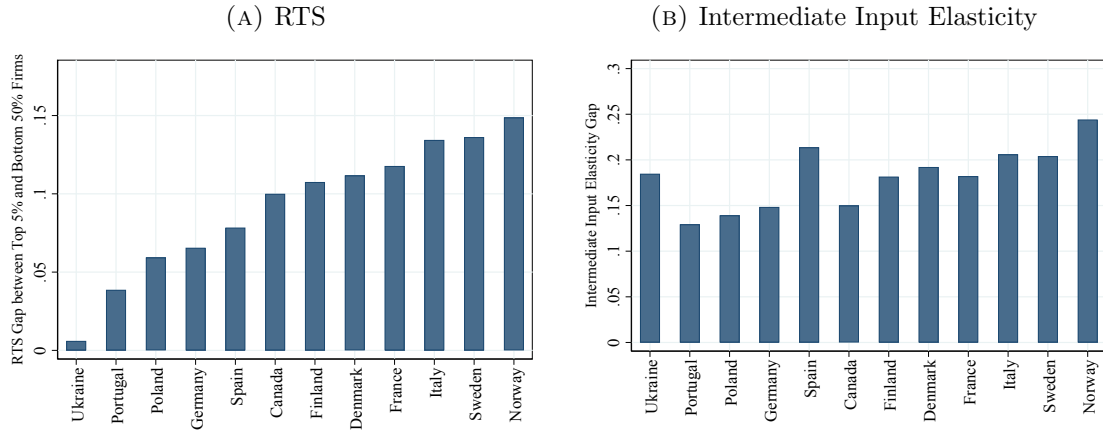 (A) RTS
RTS Gap between Top 5% and Bottom 50% Firms
.15
.1
.05
0
Ukraine
Portugal
Poland
Germany
Spain
Canada
Finland
Denmark
France
Italy
Sweden
Norway
(B) Intermediate Input Elasticity
Intermediate Input Elasticity Gap
.3
.25
.2
.15
.1
.05
0
Ukraine
Portugal
Poland
Germany
Spain
Canada
Finland
Denmark
France
Italy
Sweden
Norway